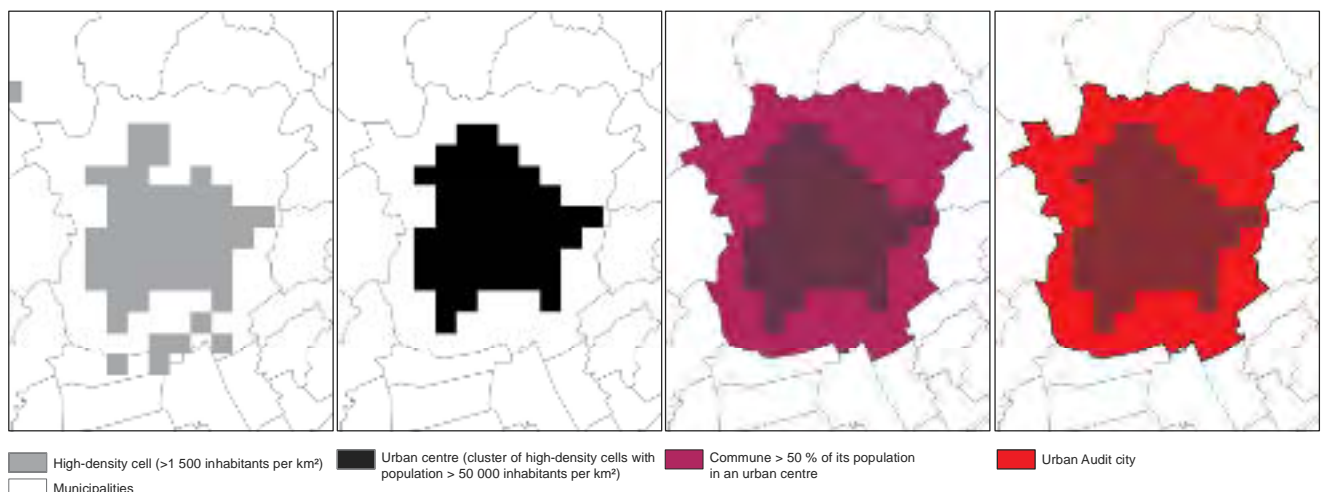 High-density cell (>1 500 inhabitants per km²)
Municipalities
Urban centre (cluster of high-density cells with
population > 50 000 inhabitants per km²)
Commune > 50 % of its population
in an urban centre
Urban Audit city